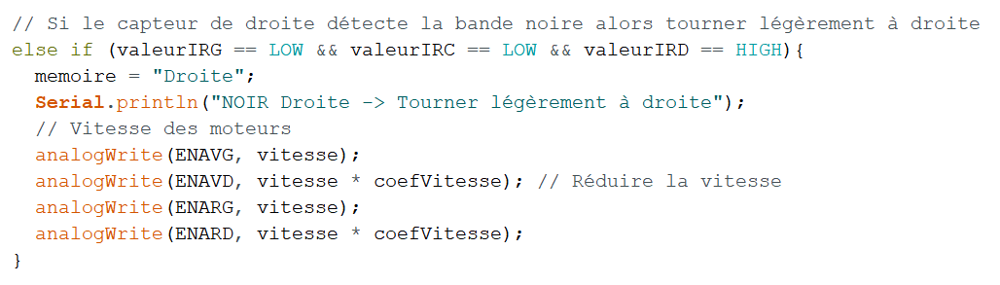 // Si le capteur de droite détecte la bande noire alors tourner légèrement à droite
else if (valeurIRG == LOW && valeurIRC == LOW && valeurIRD == HIGH){
  memoire = "Droite";
  Serial.println("NOIR Droite -> Tourner légèrement à droite");
  // Vitesse des moteurs
  analogWrite(ENAVG, vitesse);
  analogWrite(ENAVD, vitesse * coefVitesse); // Réduire la vitesse
  analogWrite(ENARG, vitesse);
  analogWrite(ENARD, vitesse * coefVitesse);
}